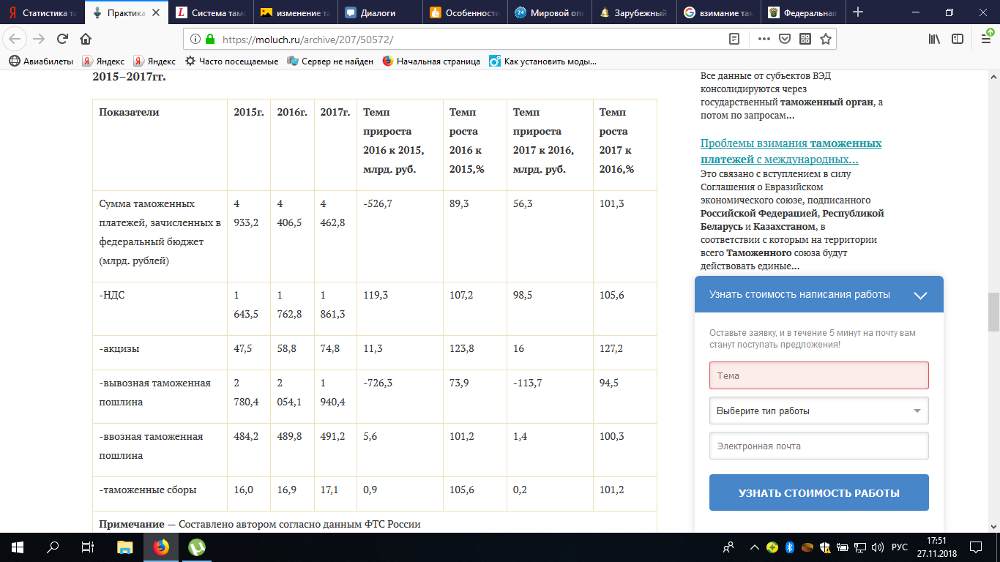 Статистика та
Практика
Система тамо
изменение та
Диалоги
Особенности
Мировой опы
Зарубежный
взимание там
Федеральная
https://moluch.ru/archive/207/50572/
Авиабилеты
Яндекс
Яндекс
Часто посещаемые
Сервер не найден
Начальная страница
Как установить моды...
2015–2017гг.
Показатели
2015г.
2016г.
2017г.
Темп
прироста
2016 к 2015,
млрд. руб.
Темп
роста
2016 к
2015,%
Темп
прироста
2017 к 2016,
млрд. руб.
Темп
роста
2017 к
2016,%
Сумма таможенных
платежей, зачисленных в
федеральный бюджет
(млрд. рублей)
4
933,2
4
406,5
4
462,8
-526,7
89,3
56,3
101,3
-НДС
1
643,5
1
762,8
1
861,3
119,3
107,2
98,5
105,6
-акцизы
47,5
58,8
74,8
11,3
123,8
16
127,2
-вывозная таможенная
пошлина
2
780,4
2
054,1
1
940,4
-726,3
73,9
-113,7
94,5
-ввозная таможенная
пошлина
484,2
489,8
491,2
5,6
101,2
1,4
100,3
-таможенные сборы
16,0
16,9
17,1
0,9
105,6
0,2
101,2
Примечание — Составлено автором согласно данным ФТС России
Все данные от субъектов ВЭД
консолидируются через
государственный таможенный орган, а
потом по запросам...
Проблемы взимания таможенных
платежей с международных...
Это связано с вступлением в силу
Соглашения о Евразийском
экономическом союзе, подписанного
Российской Федерацией, Республикой
Беларусь и Казахстаном, в
соответствии с которым на территории
всего Таможенного союза будут
действовать единые...
Узнать стоимость написания работы
Оставьте заявку, и в течение 5 минут на почту вам
станут поступать предложения!
Тема
Выберите тип работы
Электронная почта
УЗНАТЬ СТОИМОСТЬ РАБОТЫ
РУС
17:51
27.11.2018